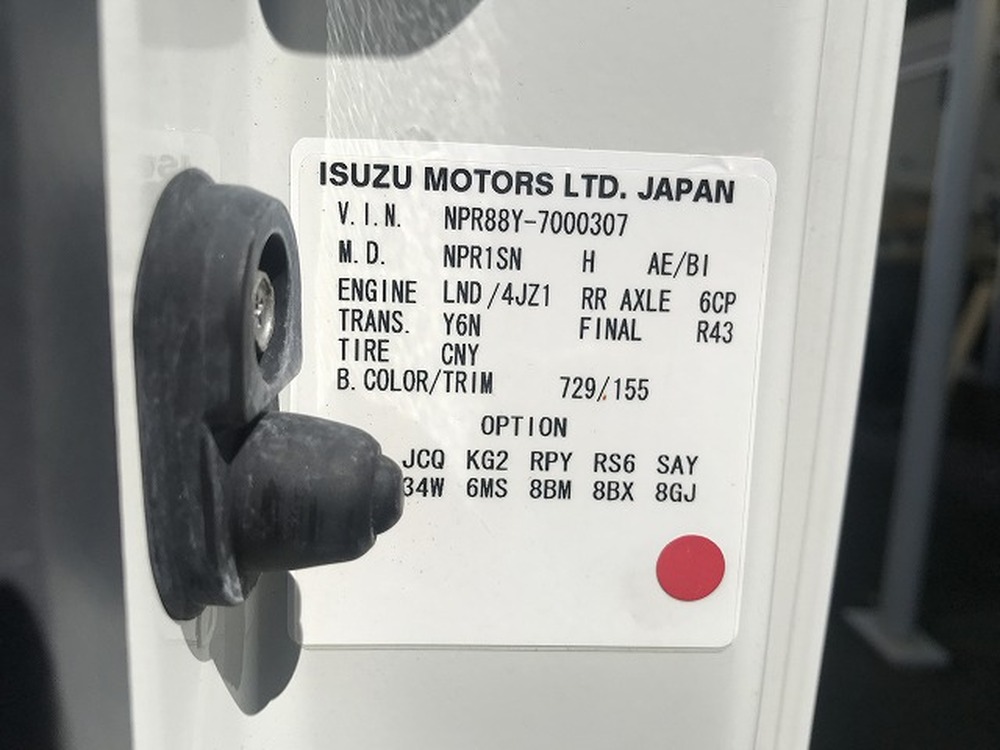 ISUZU MOTORS LTD. JAPAN
V.I.N. NPR88Y-7000307
M.D. NPR1SN H AE/BI
ENGINE LND/4JZ1 RR AXLE 6CP
TRANS. Y6N FINAL R43
TIRE CNY
B.COLOR/TRIM 729/155
OPTION
JCQ KG2 RPY RS6 SAY
34W 6MS 8BM 8BX 8GJ